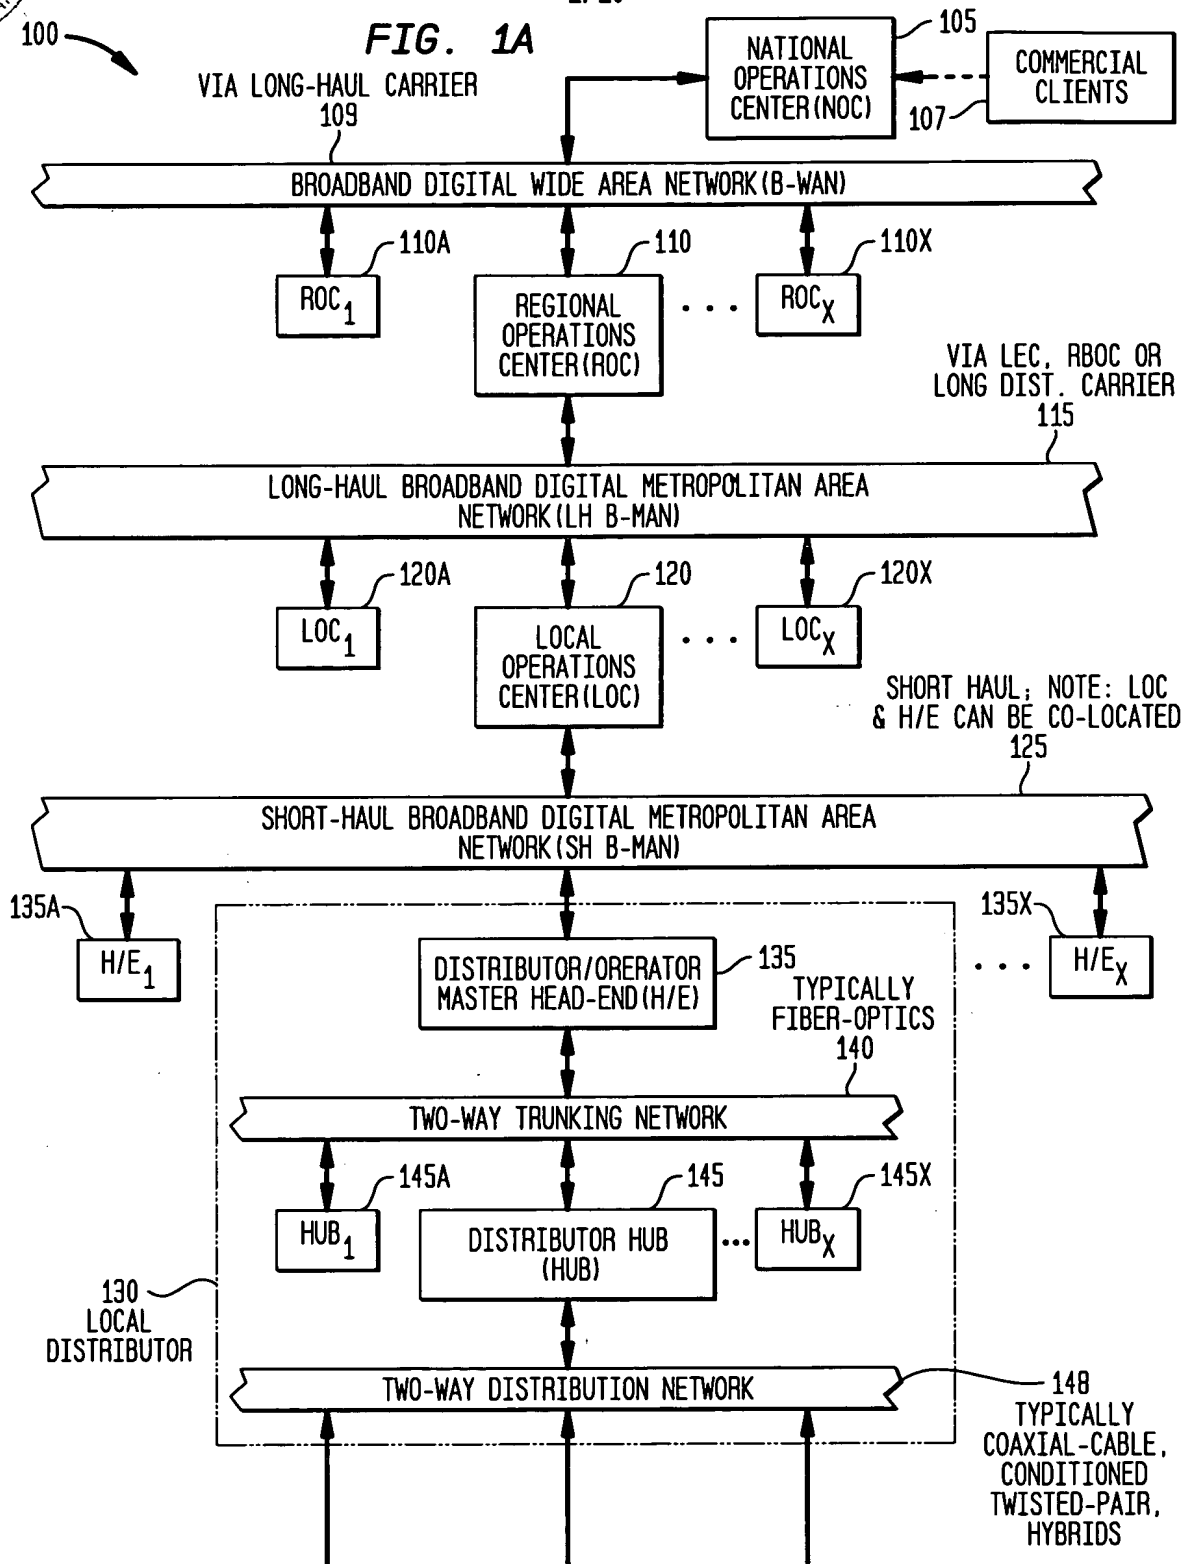 100
FIG. 1A
VIA LONG-HAUL CARRIER
109
NATIONAL
OPERATIONS
CENTER(NOC)
105
COMMERCIAL
CLIENTS
107
BROADBAND DIGITAL WIDE AREA NETWORK(B-WAN)
110A
ROC1
110
REGIONAL
OPERATIONS
CENTER(ROC)
. . .
110X
ROCX
VIA LEC, RBOC OR
LONG DIST. CARRIER
115
LONG-HAUL BROADBAND DIGITAL METROPOLITAN AREA
NETWORK(LH B-MAN)
120A
LOC1
120
LOCAL
OPERATIONS
CENTER(LOC)
. . .
120X
LOCX
SHORT HAUL; NOTE: LOC
& H/E CAN BE CO-LOCATED
125
SHORT-HAUL BROADBAND DIGITAL METROPOLITAN AREA
NETWORK(SH B-MAN)
135A
H/E1
DISTRIBUTOR/ORERATOR
MASTER HEAD-END(H/E)
135
. . .
135X
H/EX
TYPICALLY
FIBER-OPTICS
140
TWO-WAY TRUNKING NETWORK
145A
HUB1
145
DISTRIBUTOR HUB
(HUB)
...
145X
HUBX
130
LOCAL
DISTRIBUTOR
TWO-WAY DISTRIBUTION NETWORK
148
TYPICALLY
COAXIAL-CABLE,
CONDITIONED
TWISTED-PAIR,
HYBRIDS